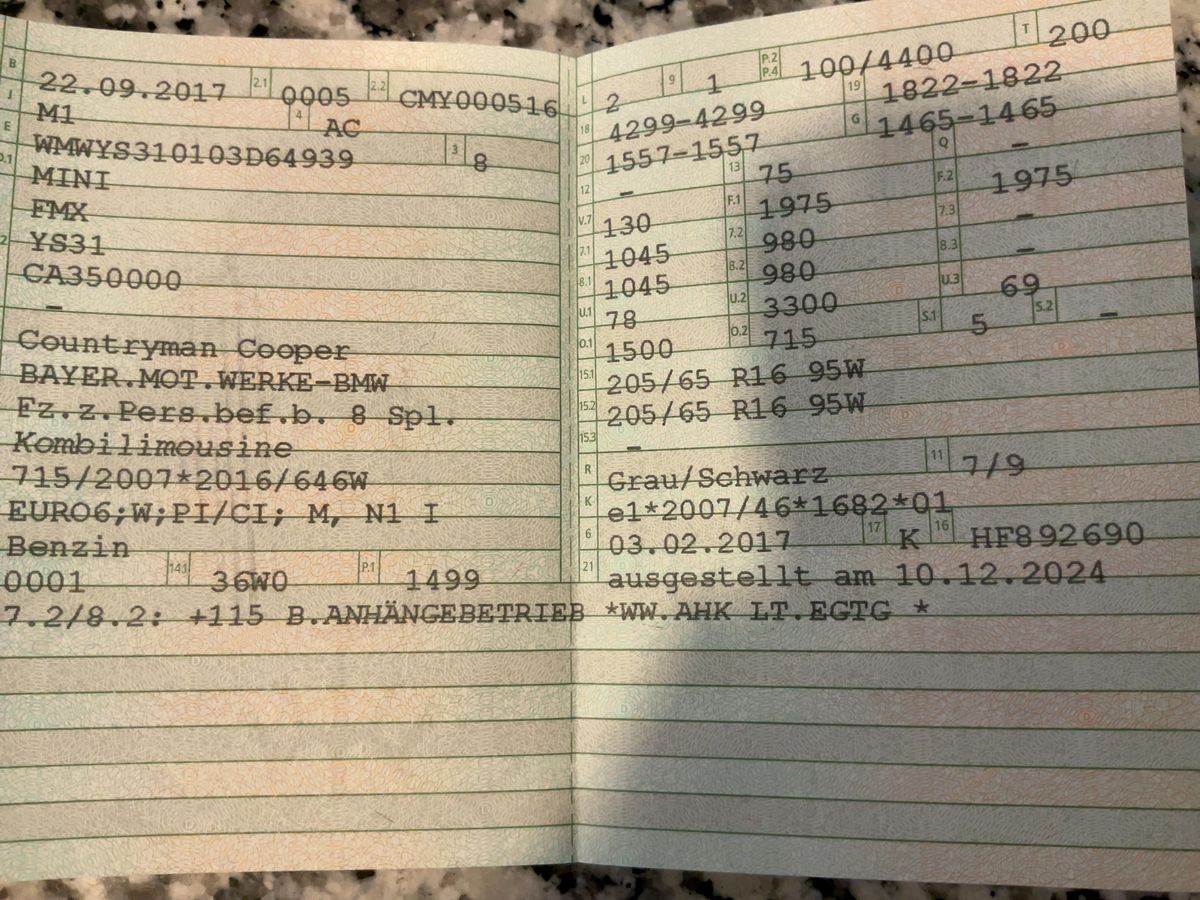 B 22.09.2017 2.1 0005 2.2 CMY000516
J M1 4 AC
E WMWYS310103D64939 3 8
D.1 MINI
FMX
2 YS31
CA350000
–
Countryman Cooper
BAYER.MOT.WERKE-BMW
Fz.z.Pers.bef.b. 8 Spl.
Kombilimousine
715/2007*2016/646W
EURO6;W;PI/CI; M, N1 I
Benzin
0001 14.1 36W0 P.1 1499
L 2 9 1 P.2 P.4 100/4400 T 200
18 4299-4299 19 1822-1822
20 1557-1557 G 1465-1465
12 – 13 75 Q –
V.7 130 F.1 1975 F.2 1975
7.1 1045 7.2 980 7.3 –
8.1 1045 8.2 980 8.3 –
U.1 78 U.2 3300 U.3 69
O.1 1500 O.2 715 S.1 5 S.2 –
15.1 205/65 R16 95W
15.2 205/65 R16 95W
15.3 –
R Grau/Schwarz 11 7/9
K e1*2007/46*1682*01
6 03.02.2017 17 K 16 HF892690
21 ausgestellt am 10.12.2024
7.2/8.2: +115 B.ANHÄNGEBETRIEB *WW.AHK LT.EGTG *